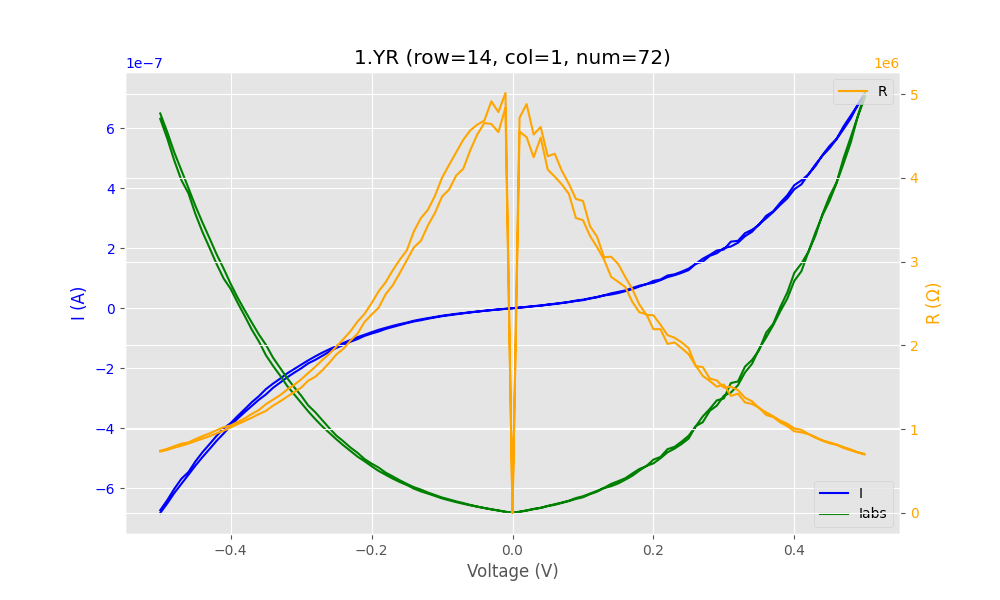 1.YR (row=14, col=1, num=72)
1e−7
1e6
R
6
4
2
0
−2
−4
−6
I (A)
5
4
3
2
1
0
R (Ω)
I
Iabs
−0.4
−0.2
0.0
0.2
0.4
Voltage (V)